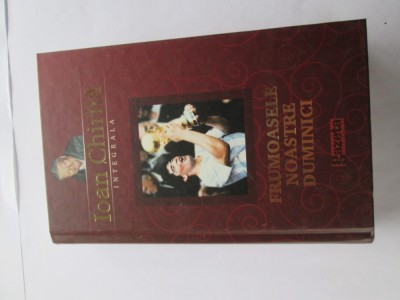 Ioan Chirilă
INTEGRALA
FRUMOASELE
NOASTRE
DUMINICI
Gazeta